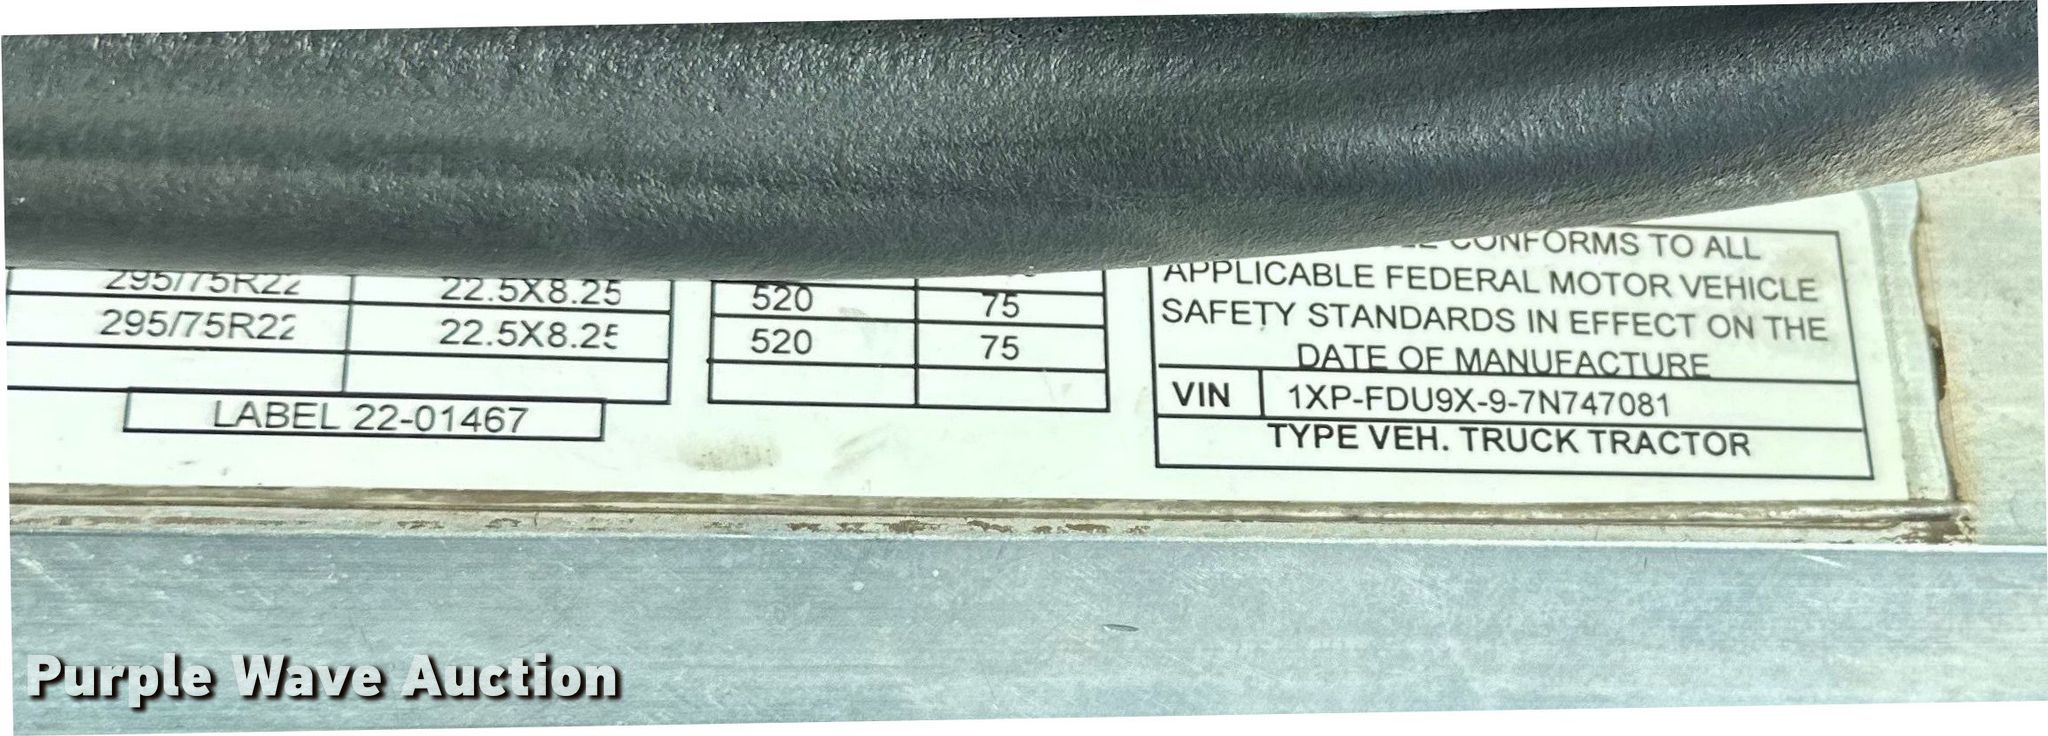 CONFORMS TO ALL
APPLICABLE FEDERAL MOTOR VEHICLE
SAFETY STANDARDS IN EFFECT ON THE
DATE OF MANUFACTURE
295/75R22 22.5X8.25 520 75
295/75R22 22.5X8.25 520 75
VIN 1XP-FDU9X-9-7N747081
LABEL 22-01467
TYPE VEH. TRUCK TRACTOR
Purple Wave Auction